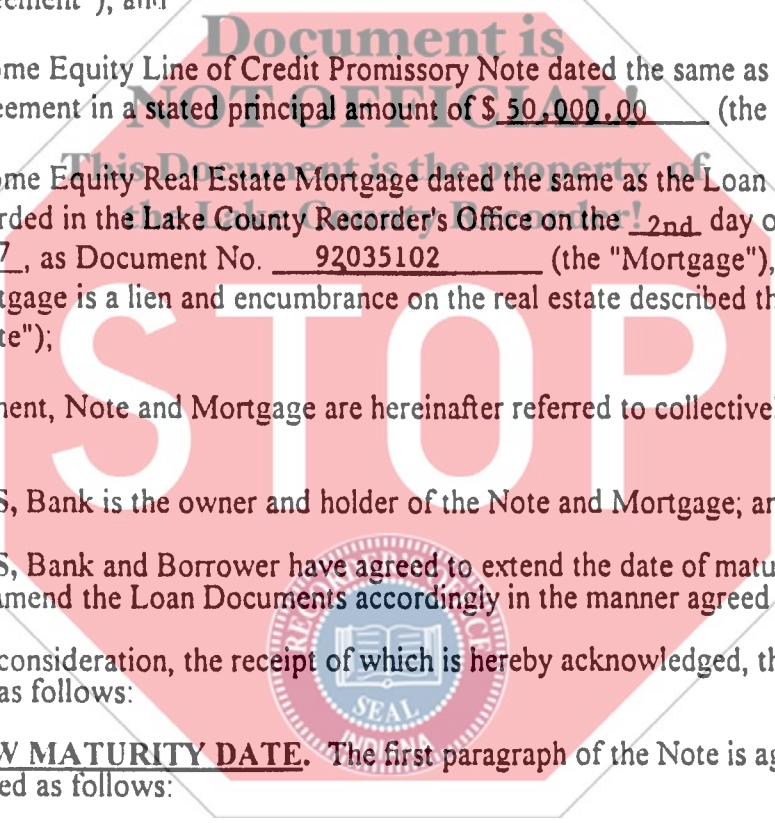 Document is
ome Equity Line of Credit Promissory Note dated the same as
eement in a stated principal amount of $ 50,000.00 (the
NOT OFFICIAL!
This Document is the property of
ome Equity Real Estate Mortgage dated the same as the Loan
rded in the Lake County Recorder's Office on the 2nd day o
the Lake County Recorder!
7, as Document No. 92035102 (the "Mortgage"),
tgage is a lien and encumbrance on the real estate described th
te");
STOP
nent, Note and Mortgage are hereinafter referred to collectivel
S, Bank is the owner and holder of the Note and Mortgage; an
S, Bank and Borrower have agreed to extend the date of matu
mend the Loan Documents accordingly in the manner agreed
consideration, the receipt of which is hereby acknowledged, th
as follows:
SEAL
INDIANA
W MATURITY DATE. The first paragraph of the Note is ag
ed as follows: